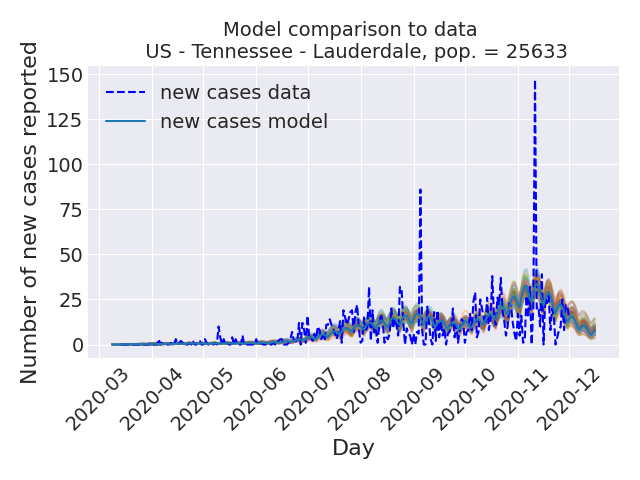 Model comparison to data
US - Tennessee - Lauderdale, pop. = 25633
Number of new cases reported
150
125
100
75
50
25
0
new cases data
new cases model
2020-03
2020-04
2020-05
2020-06
2020-07
2020-08
2020-09
2020-10
2020-11
2020-12
Day